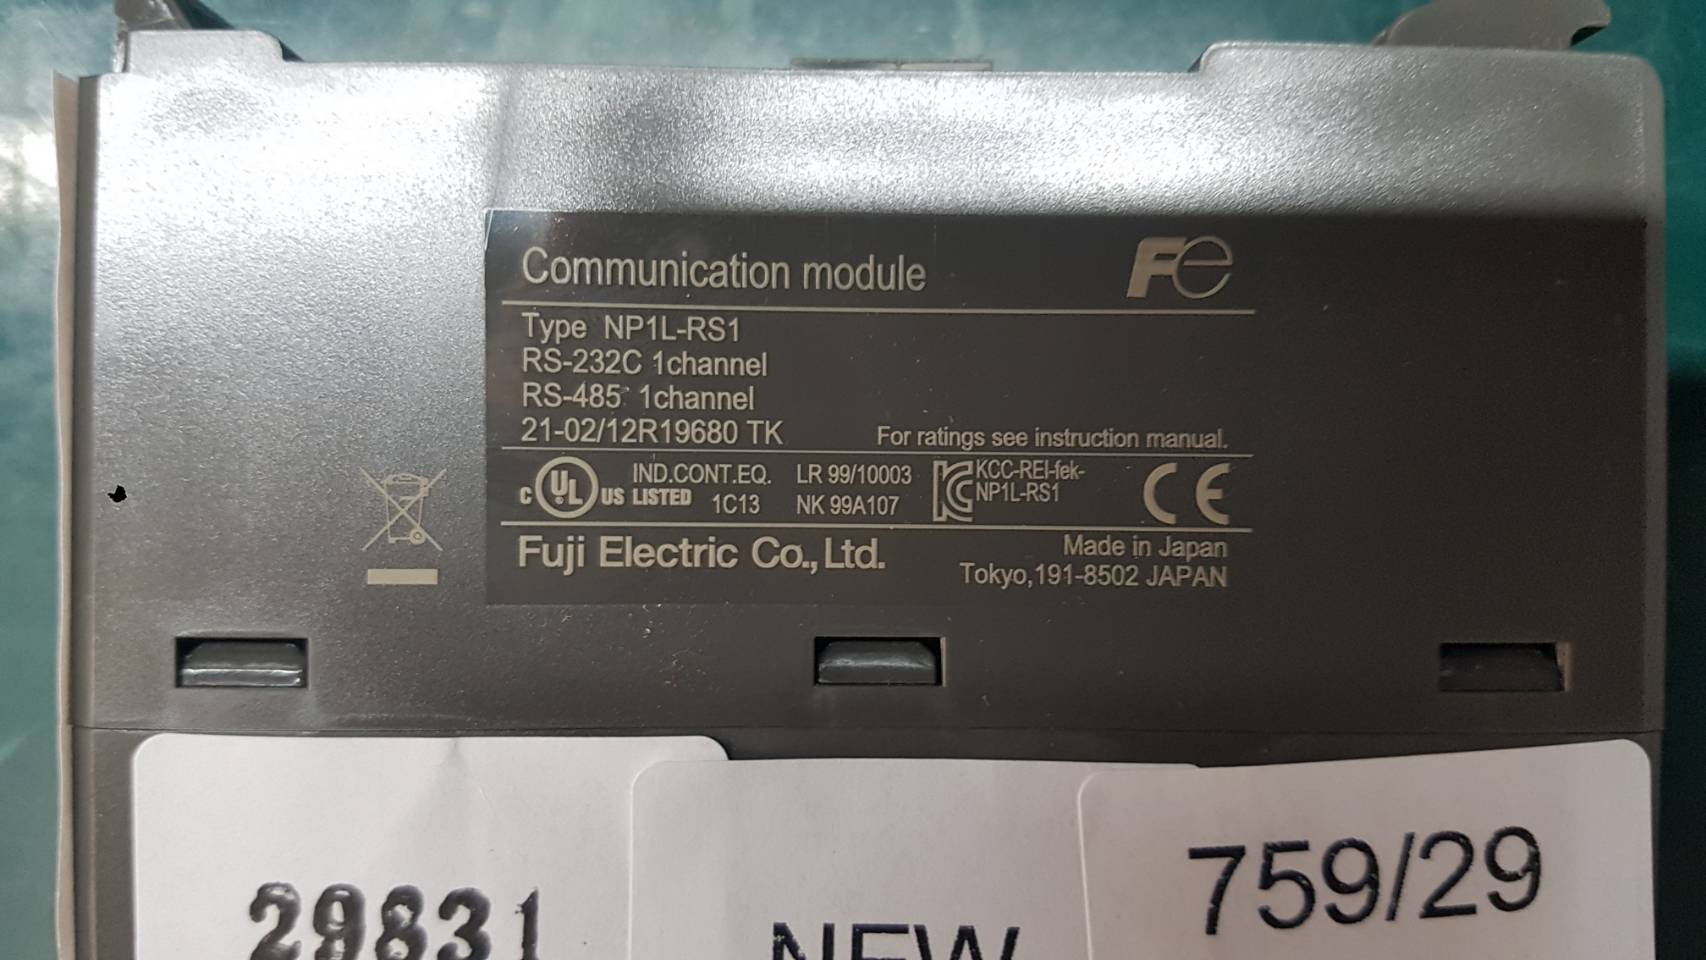 Communication module
Fe
Type NP1L-RS1
RS-232C 1channel
RS-485 1channel
21-02/12R19680 TK
For ratings see instruction manual.
C UL US LISTED
IND.CONT.EQ.
1C13
LR 99/10003
NK 99A107
KCC-REI-fek-
NP1L-RS1
CE
Fuji Electric Co., Ltd.
Made in Japan
Tokyo,191-8502 JAPAN
29831
NEW
759/29